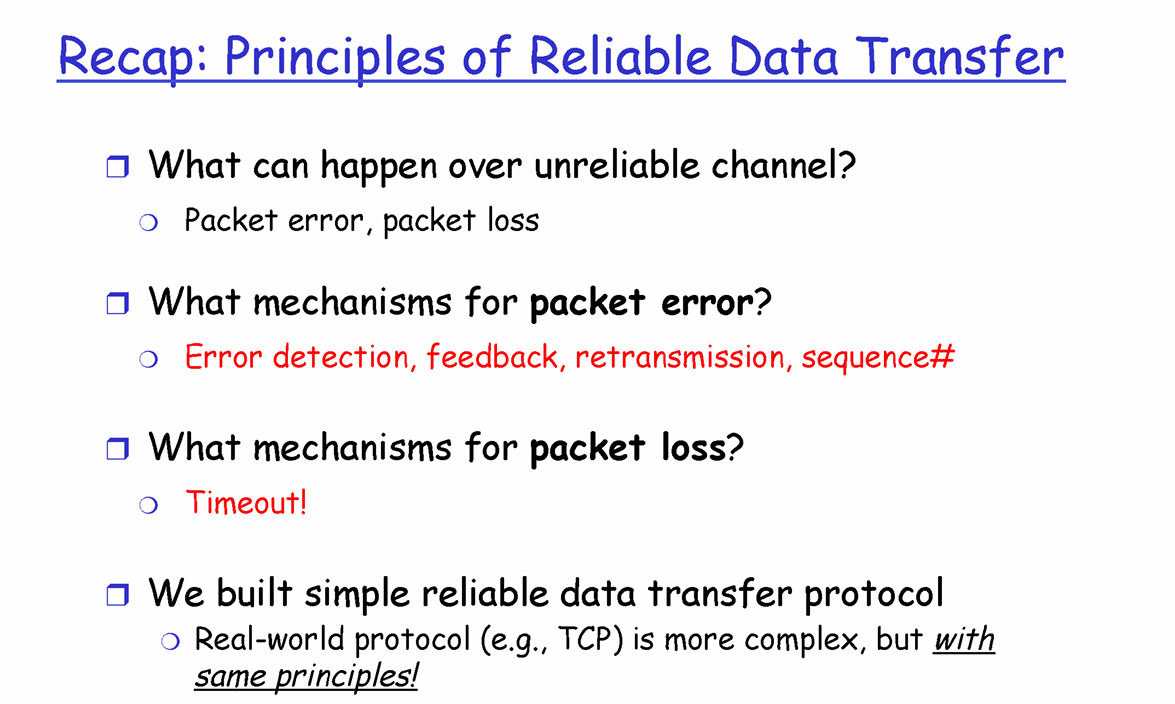 Recap: Principles of Reliable Data Transfer
What can happen over unreliable channel?
Packet error, packet loss
What mechanisms for packet error?
Error detection, feedback, retransmission, sequence#
What mechanisms for packet loss?
Timeout!
We built simple reliable data transfer protocol
Real-world protocol (e.g., TCP) is more complex, but with
same principles!